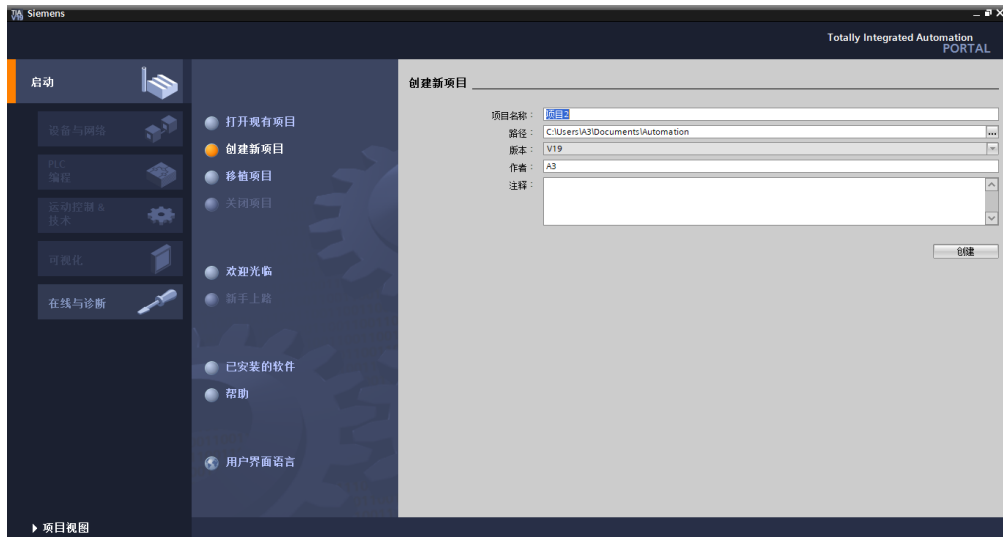 Siemens
Totally Integrated Automation
PORTAL
启动
设备与网络
PLC
编程
运动控制 &
技术
可视化
在线与诊断
项目视图
打开现有项目
创建新项目
移植项目
关闭项目
欢迎光临
新手上路
已安装的软件
帮助
用户界面语言
创建新项目
项目名称： 项目2
路径： C:\Users\A3\Documents\Automation
版本： V19
作者： A3
注释：
创建